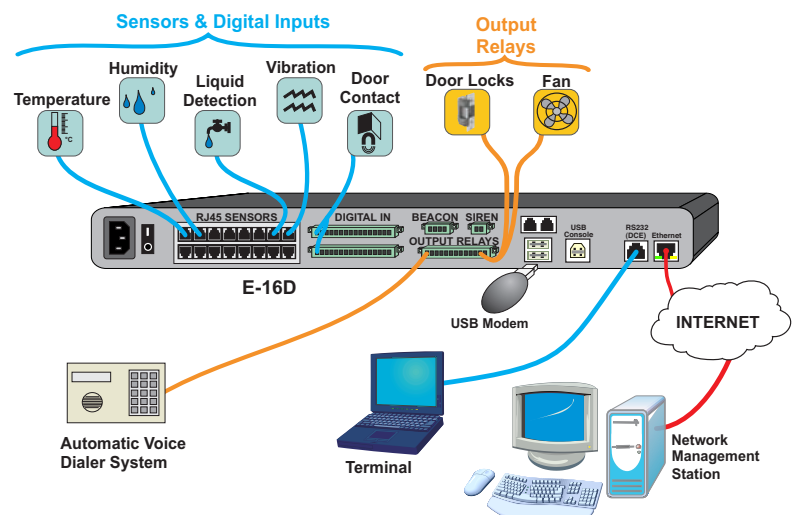 Sensors & Digital Inputs
Output
Relays
Temperature
Humidity
Liquid
Detection
Vibration
Door
Contact
Door Locks
Fan
°C
RJ45 SENSORS
DIGITAL IN
BEACON
SIREN
OUTPUT RELAYS
USB
Console
RS232
(DCE)
Ethernet
E-16D
USB Modem
INTERNET
Automatic Voice
Dialer System
Terminal
Network
Management
Station